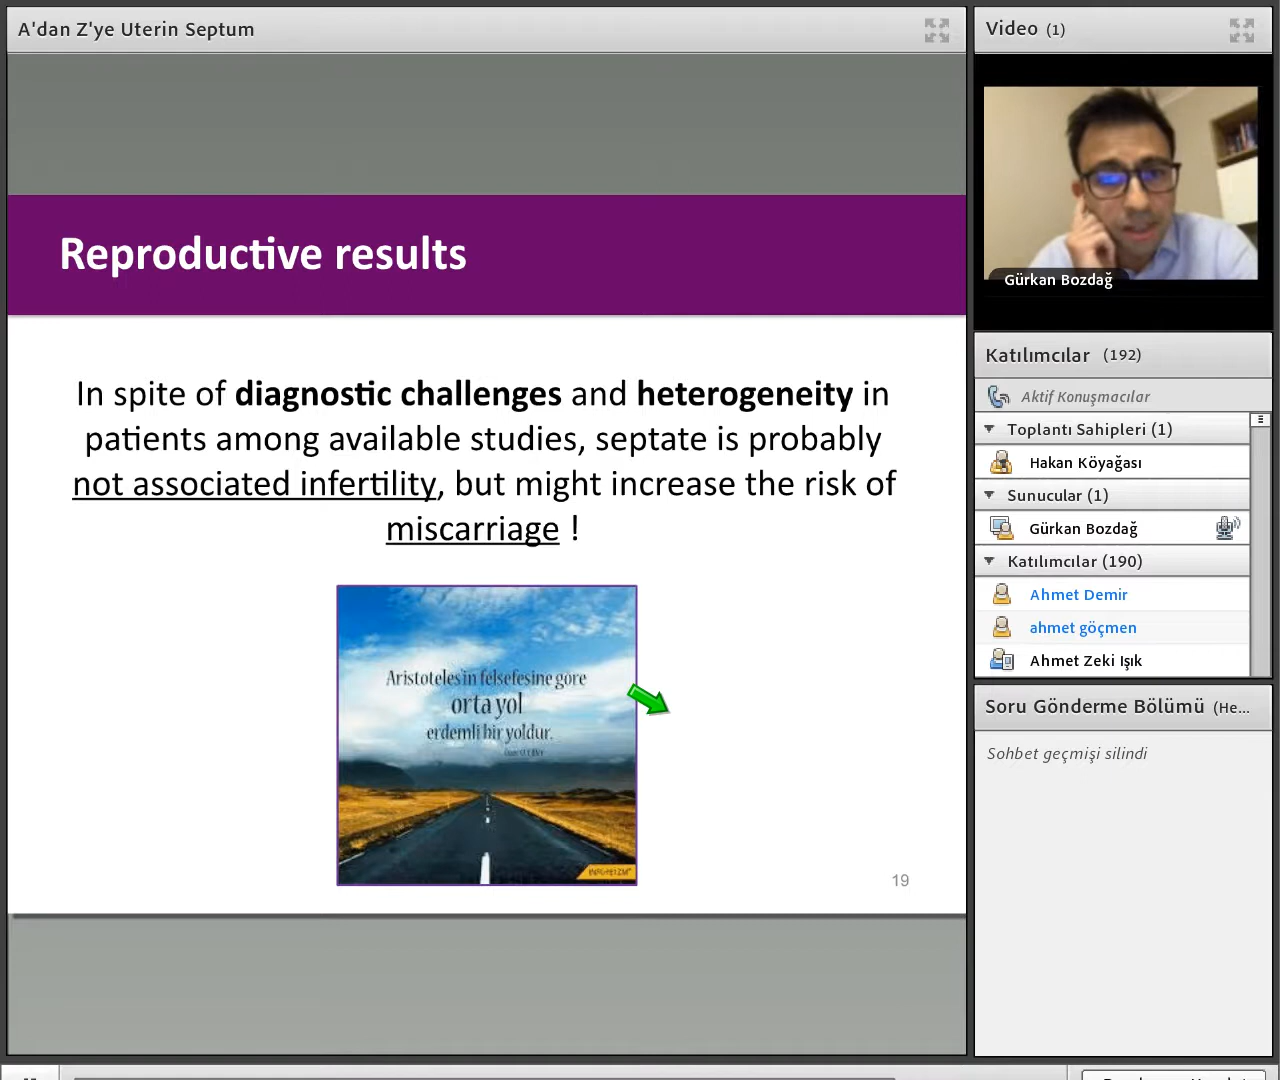 A'dan Z'ye Uterin Septum
Reproductive results
In spite of diagnostic challenges and heterogeneity in
patients among available studies, septate is probably
not associated infertility, but might increase the risk of
miscarriage !
Aristoteles'in felsefesine göre
orta yol
erdemli bir yoldur.
19
Video (1)
Gürkan Bozdağ
Katılımcılar (192)
Aktif Konuşmacılar
Toplantı Sahipleri (1)
Hakan Köyağası
Sunucular (1)
Gürkan Bozdağ
Katılımcılar (190)
Ahmet Demir
ahmet göçmen
Ahmet Zeki Işık
Soru Gönderme Bölümü (He...
Sohbet geçmişi silindi